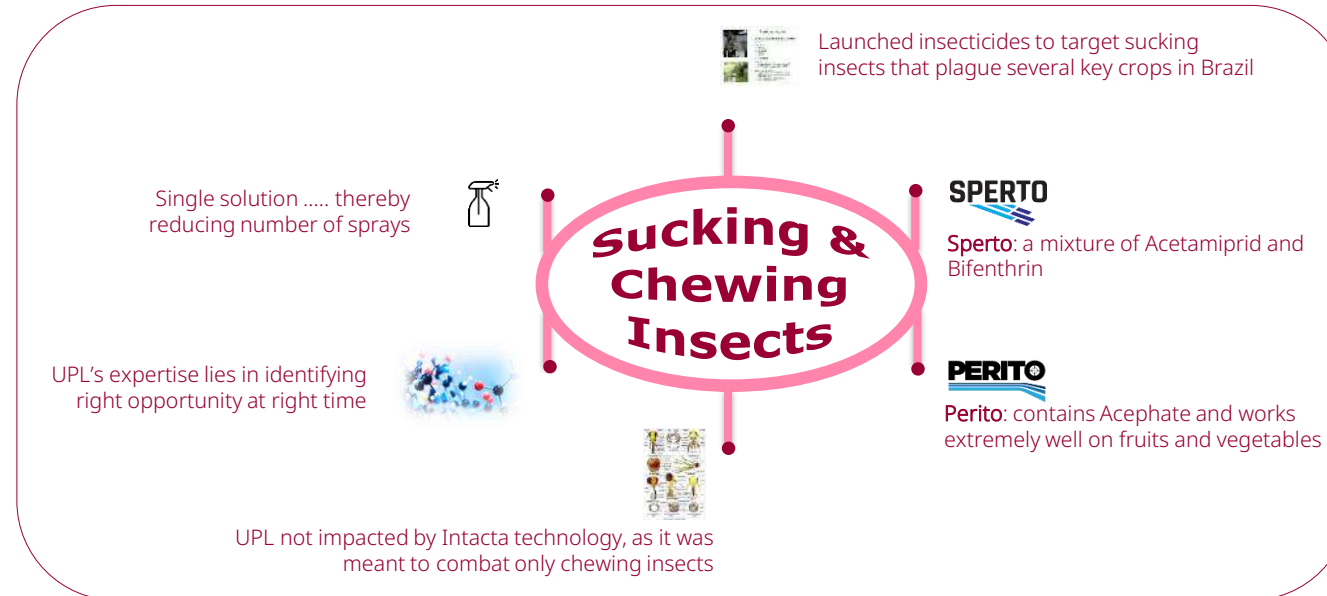 Launched insecticides to target sucking
insects that plague several key crops in Brazil
Single solution ..... thereby
reducing number of sprays
SPERTO
Sperto: a mixture of Acetamiprid and
Bifenthrin
Sucking &
Chewing
Insects
UPL's expertise lies in identifying
right opportunity at right time
PERITO
Perito: contains Acephate and works
extremely well on fruits and vegetables
UPL not impacted by Intacta technology, as it was
meant to combat only chewing insects